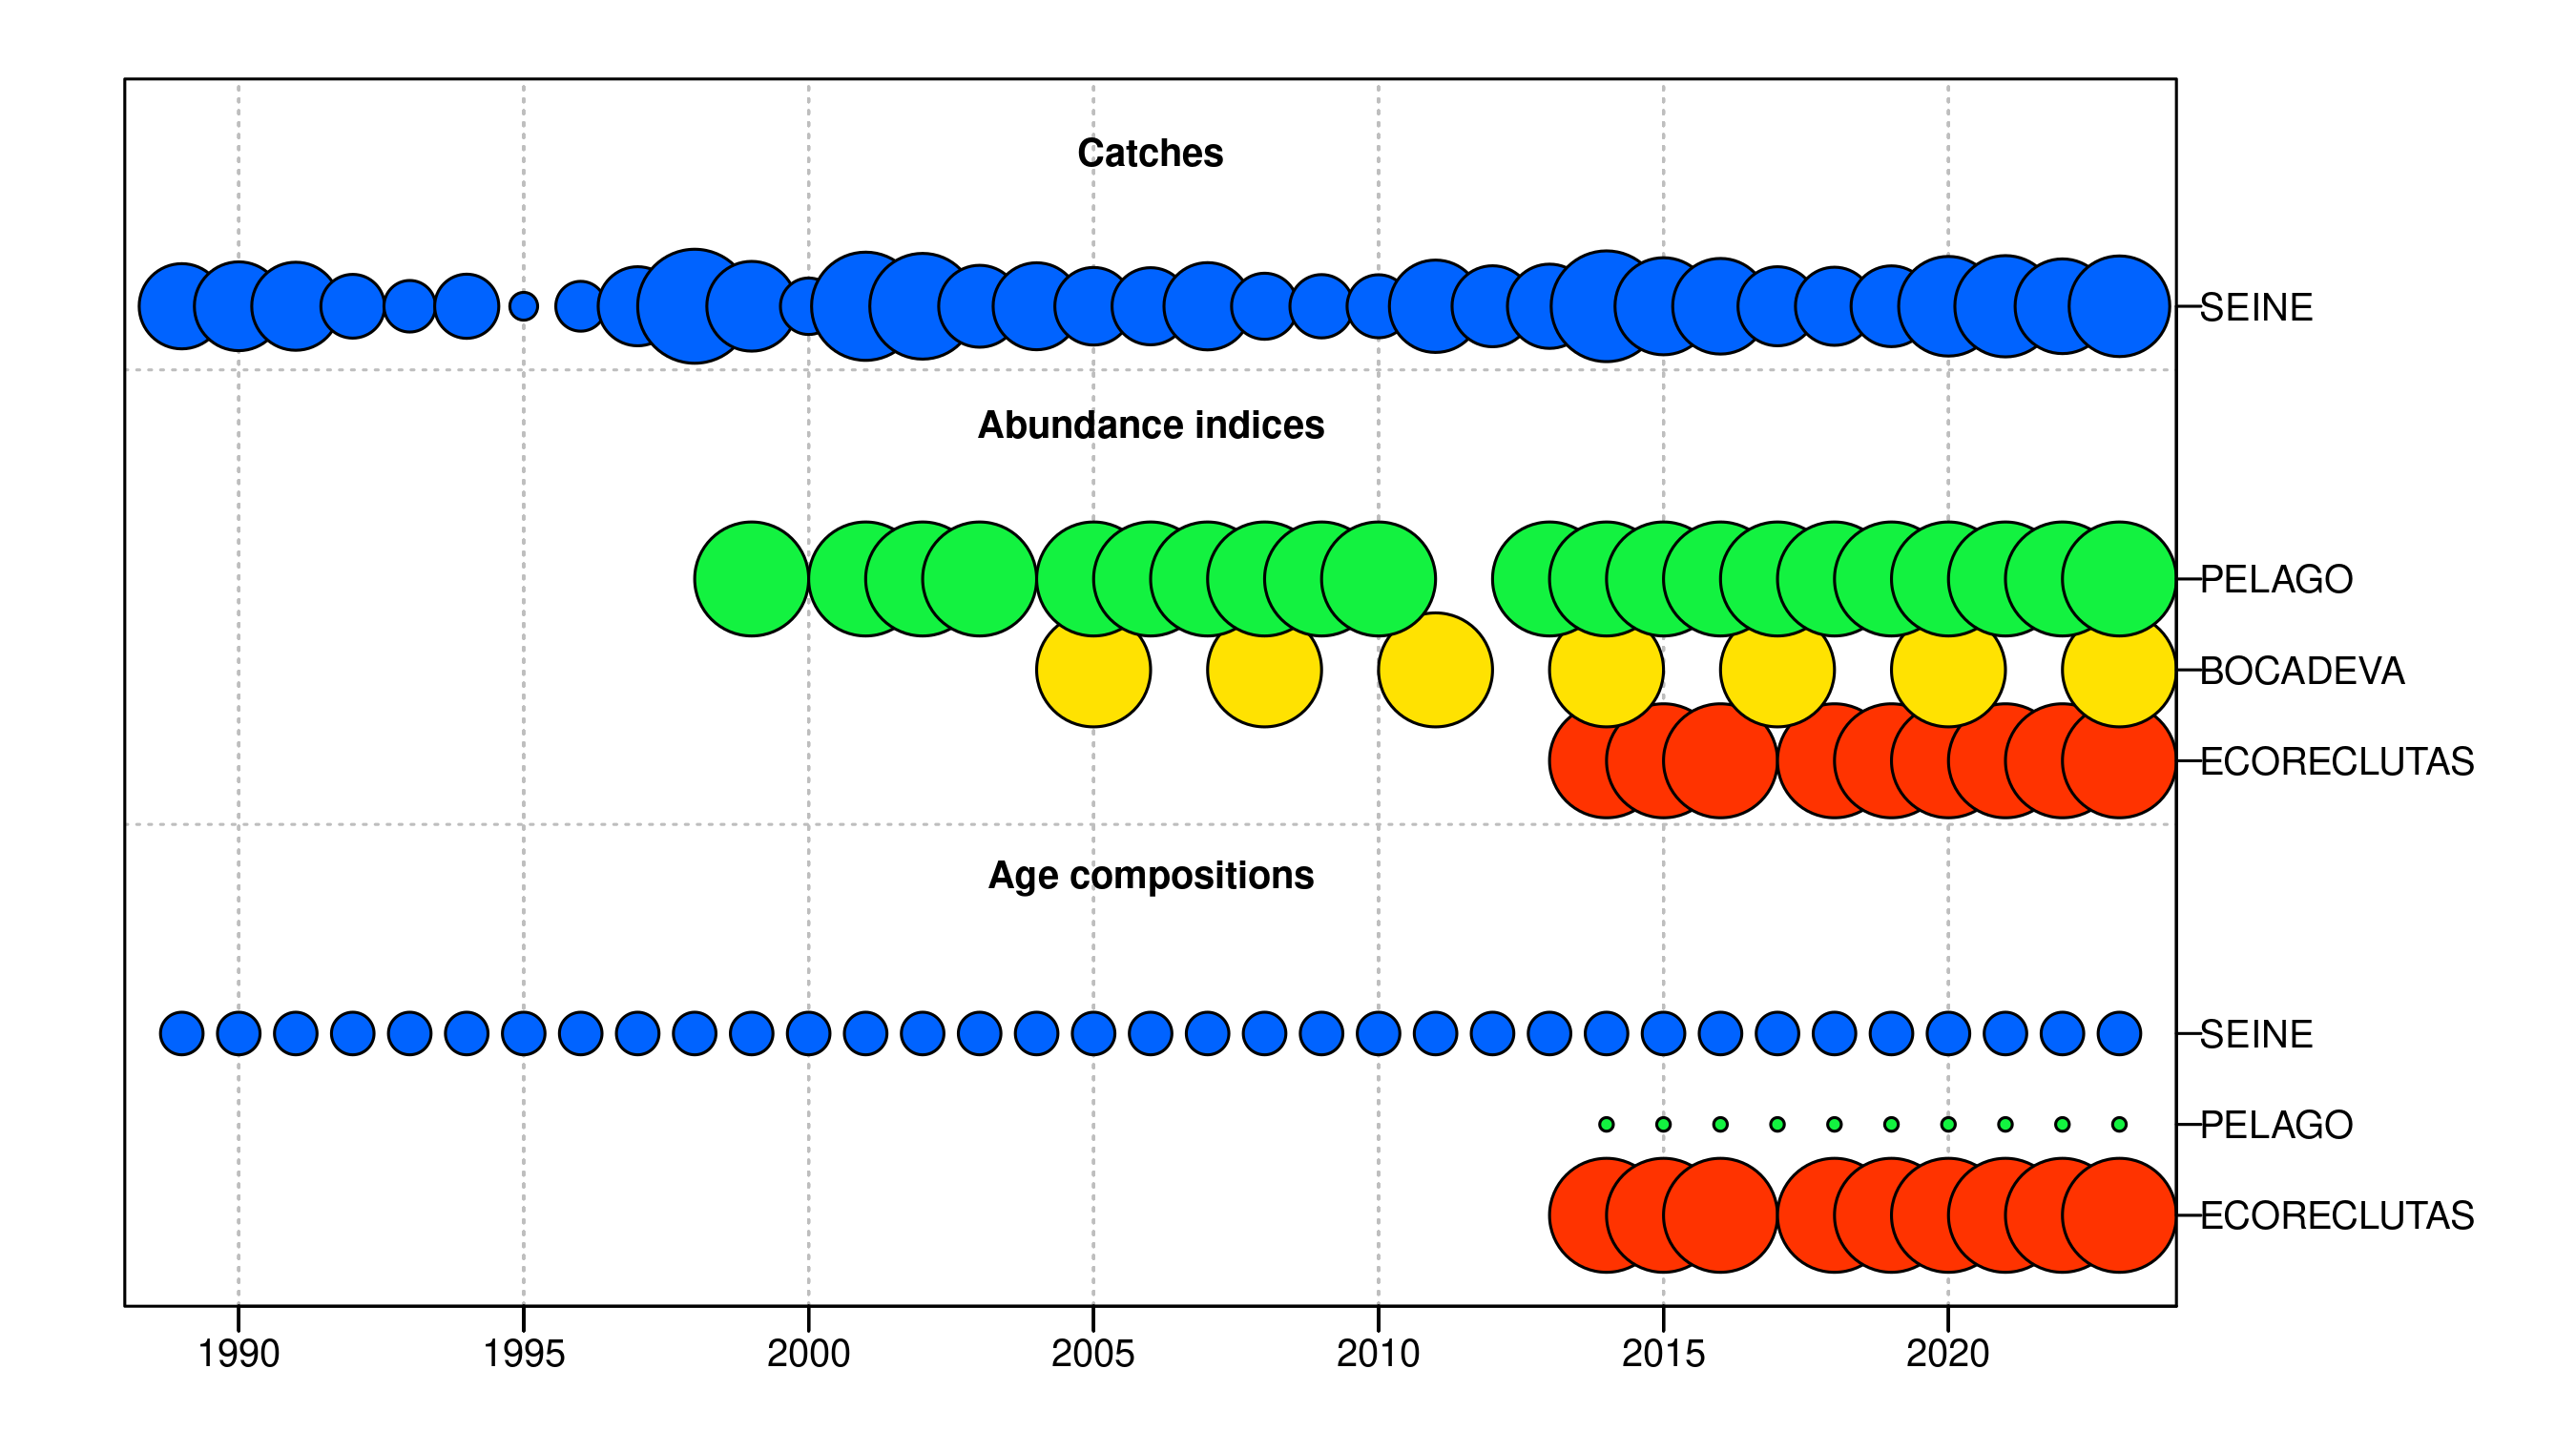 Catches
SEINE
Abundance indices
PELAGO
BOCADEVA
ECORECLUTAS
Age compositions
SEINE
PELAGO
ECORECLUTAS
1990 1995 2000 2005 2010 2015 2020